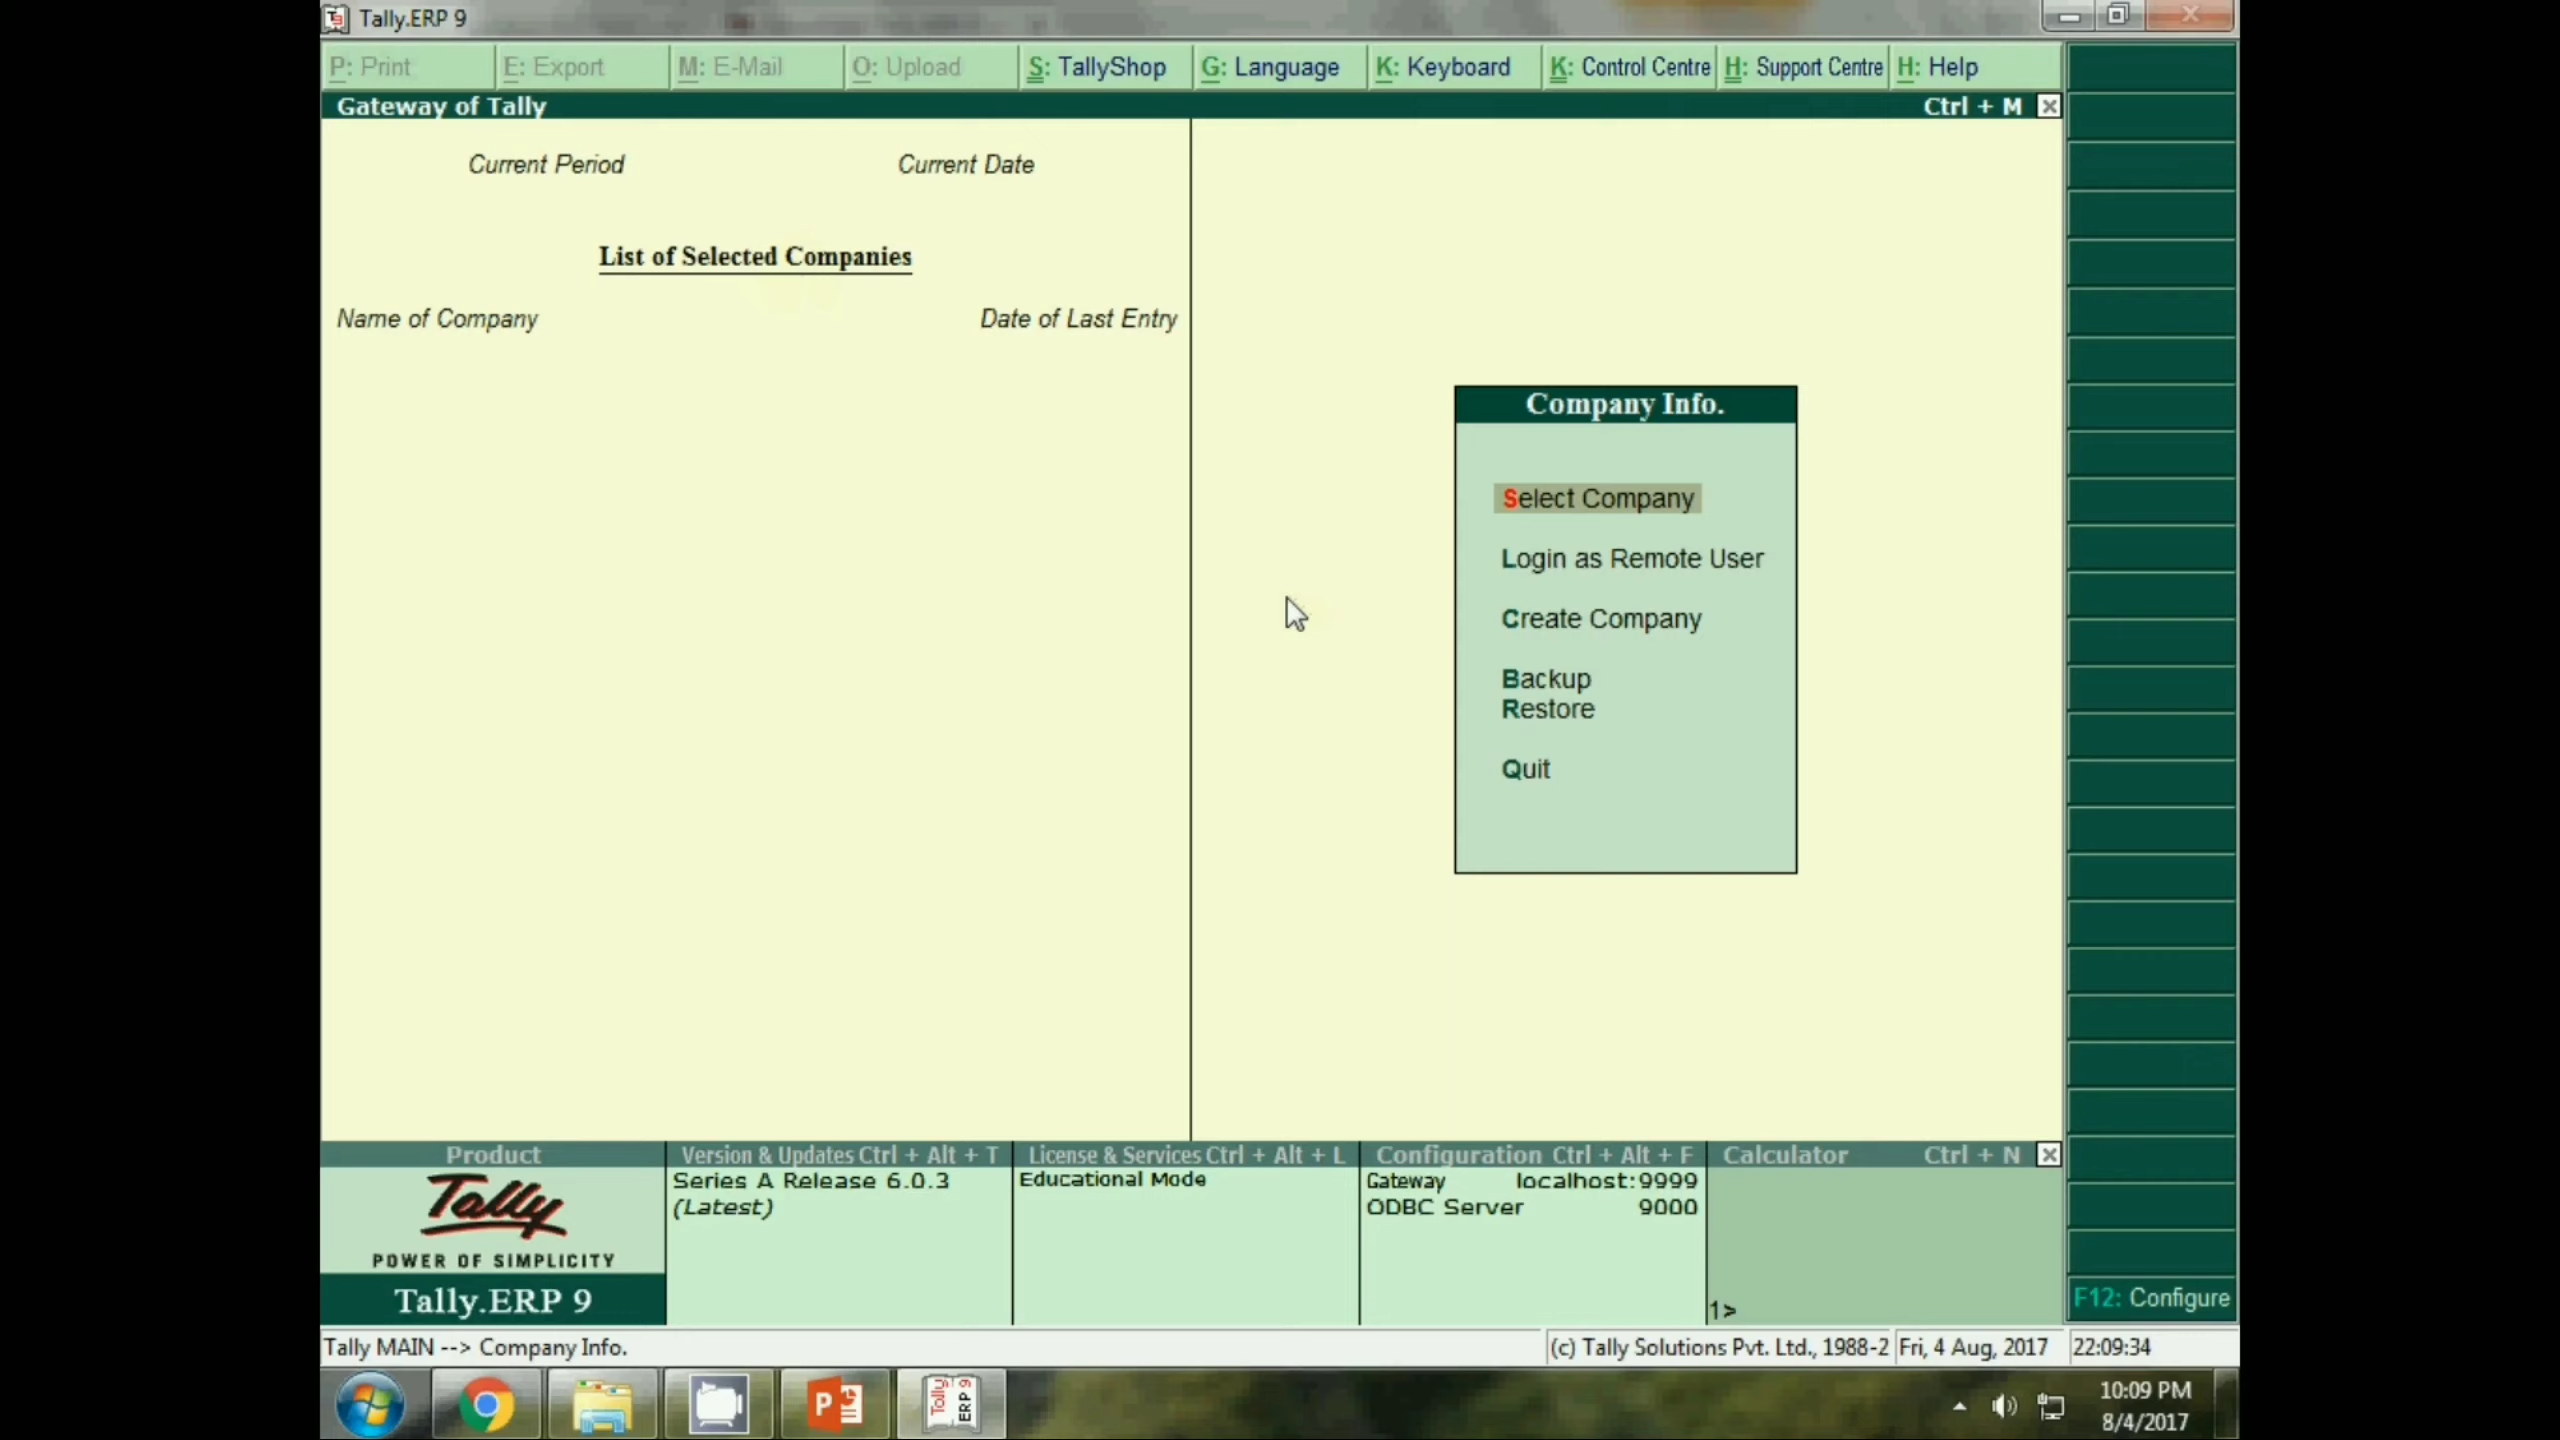 Tally.ERP 9
P: Print E: Export M: E-Mail O: Upload S: TallyShop G: Language K: Keyboard K: Control Centre H: Support Centre H: Help
Gateway of Tally Ctrl + M
Current Period Current Date
List of Selected Companies
Name of Company Date of Last Entry
Company Info.
Select Company
Login as Remote User
Create Company
Backup
Restore
Quit
Product Version & Updates Ctrl + Alt + T License & Services Ctrl + Alt + L Configuration Ctrl + Alt + F Calculator Ctrl + N
Tally
POWER OF SIMPLICITY
Tally.ERP 9
Series A Release 6.0.3
(Latest)
Educational Mode
Gateway localhost:9999
ODBC Server 9000
1>
F12: Configure
Tally MAIN --> Company Info. (c) Tally Solutions Pvt. Ltd., 1988-2 Fri, 4 Aug, 2017 22:09:34
Tally ERP 9
10:09 PM
8/4/2017